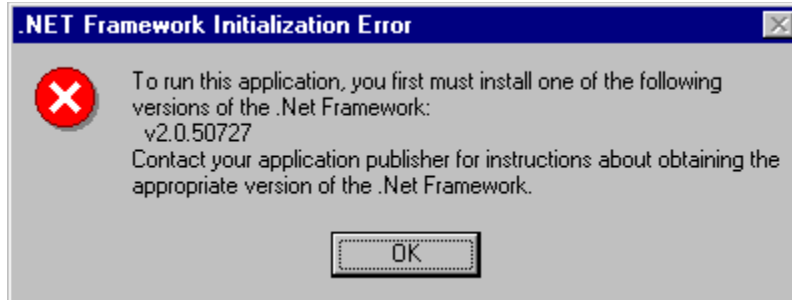 .NET Framework Initialization Error
To run this application, you first must install one of the following
versions of the .Net Framework:
v2.0.50727
Contact your application publisher for instructions about obtaining the
appropriate version of the .Net Framework.
OK